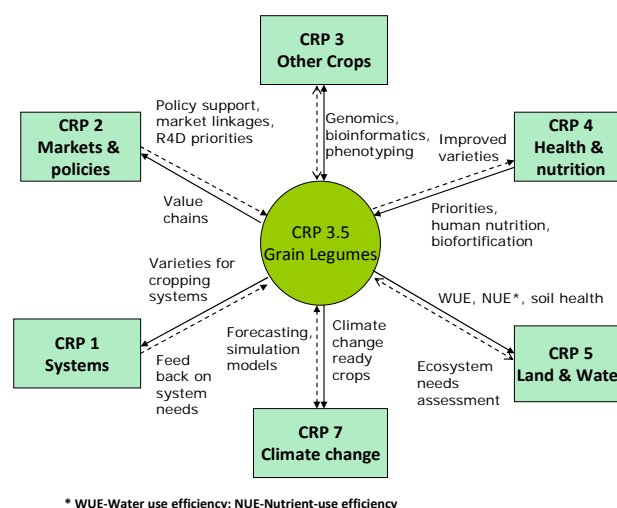 CRP 3
Other Crops
Policy support,
market linkages,
R4D priorities
Genomics,
bioinformatics,
phenotyping
CRP 2
Markets &
policies
Improved
varieties
CRP 4
Health &
nutrition
Value
chains
CRP 3.5
Grain Legumes
Priorities,
human nutrition,
biofortification
Varieties for
cropping
systems
WUE, NUE*, soil health
CRP 1
Systems
Feed
back on
system
needs
Forecasting,
simulation
models
Climate
change
ready
crops
Ecosystem
needs
assessment
CRP 5
Land & Water
CRP 7
Climate change
* WUE-Water use efficiency; NUE-Nutrient-use efficiency